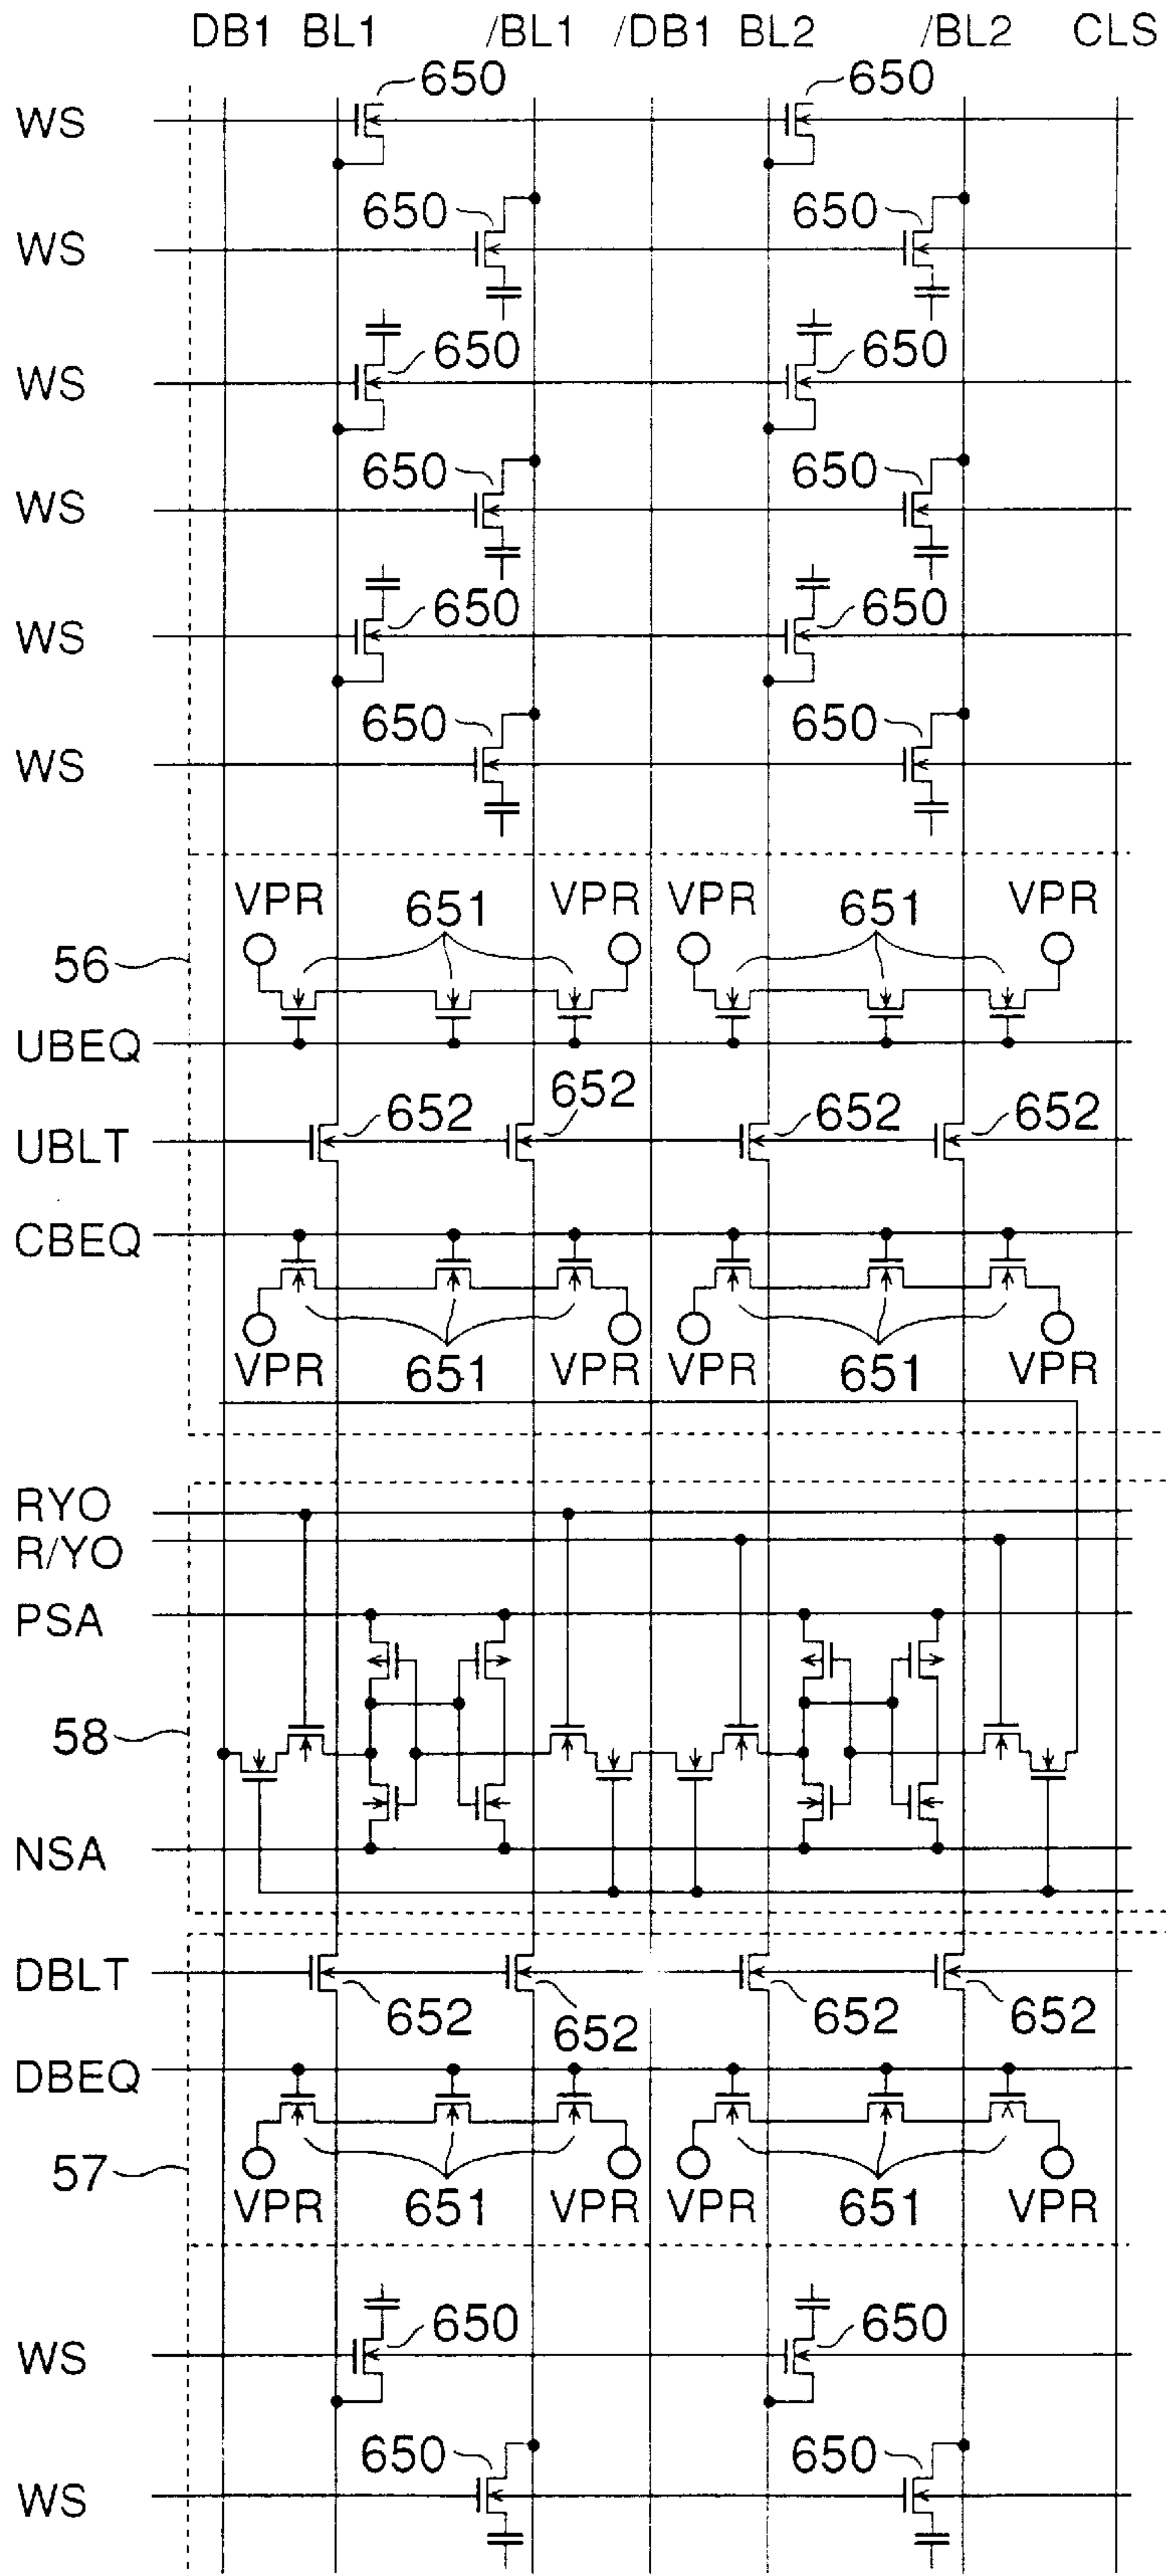 DB1 BL1 /BL1 /DB1 BL2 /BL2 CLS
650 650
WS
650 650
WS
650 650
WS
650 650
WS
650 650
WS
650 650
WS
VPR 651 VPR VPR 651 VPR
56
UBEQ
652 652 652 652
UBLT
CBEQ
VPR 651 VPR VPR 651 VPR
RYO
R/YO
PSA
58
NSA
DBLT
652 652 652 652
DBEQ
57
VPR 651 VPR VPR 651 VPR
650 650
WS
650 650
WS